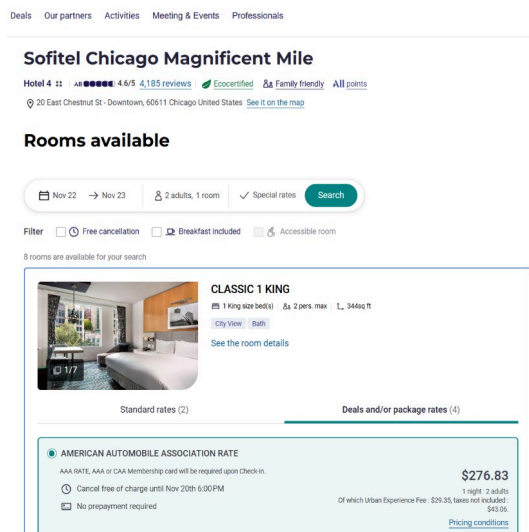 Deals Our partners Activities Meeting & Events Professionals
Sofitel Chicago Magnificent Mile
Hotel 4 All 4.6/5 4,185 reviews Ecocertified Family friendly All points
20 East Chestnut St - Downtown, 60611 Chicago United States See it on the map
Rooms available
Nov 22 → Nov 23 2 adults, 1 room Special rates Search
Filter Free cancellation Breakfast included Accessible room
8 rooms are available for your search
CLASSIC 1 KING
1 King size bed(s) 2 pers. max 344sq ft
City View Bath
See the room details
1/7
Standard rates (2) Deals and/or package rates (4)
AMERICAN AUTOMOBILE ASSOCIATION RATE
AAA RATE, AAA or CAA Membership card will be required upon Check-in.
$276.83
Cancel free of charge until Nov 20th 6:00 PM
1 night · 2 adults
Of which Urban Experience Fee : $29.35, taxes not included :
No prepayment required
$43.06.
Pricing conditions